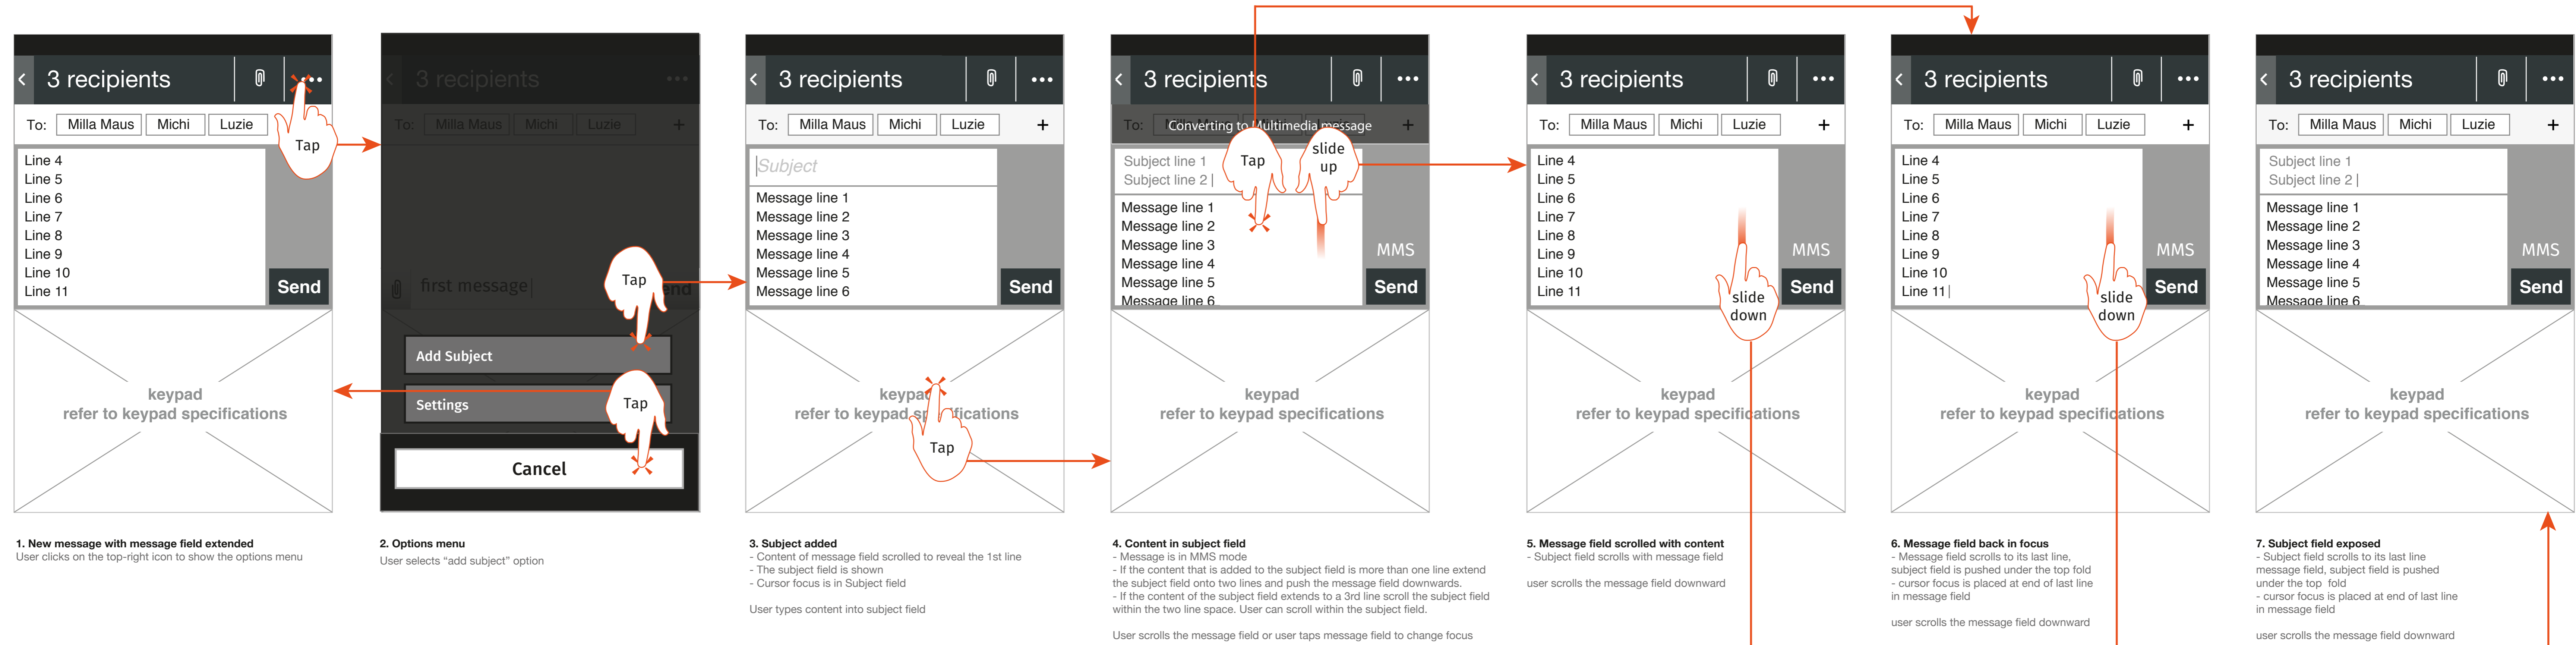 3 recipients
•••
To: Milla Maus Michi Luzie
Tap
Line 4
Line 5
Line 6
Line 7
Line 8
Line 9
Line 10
Line 11
Send
keypad
refer to keypad specifications
1. New message with message field extended
User clicks on the top-right icon to show the options menu
3 recipients
•••
To: Milla Maus Michi Luzie +
first message
Tap
Add Subject
Settings
Tap
Cancel
2. Options menu
User selects “add subject” option
3 recipients
•••
To: Milla Maus Michi Luzie +
Subject
Message line 1
Message line 2
Message line 3
Message line 4
Message line 5
Message line 6
Send
keypad
refer to keypad specifications
Tap
3. Subject added
- Content of message field scrolled to reveal the 1st line
- The subject field is shown
- Cursor focus is in Subject field
User types content into subject field
3 recipients
•••
To:
Converting to Multimedia message
+
Subject line 1
Subject line 2
Tap
slide
up
Message line 1
Message line 2
Message line 3
Message line 4
Message line 5
Message line 6
MMS
Send
keypad
refer to keypad specifications
4. Content in subject field
- Message is in MMS mode
- If the content that is added to the subject field is more than one line extend
the subject field onto two lines and push the message field downwards.
- If the content of the subject field extends to a 3rd line scroll the subject field
within the two line space. User can scroll within the subject field.
User scrolls the message field or user taps message field to change focus
3 recipients
•••
To: Milla Maus Michi Luzie +
Line 4
Line 5
Line 6
Line 7
Line 8
Line 9
Line 10
Line 11
MMS
Send
slide
down
keypad
refer to keypad specifications
5. Message field scrolled with content
- Subject field scrolls with message field
user scrolls the message field downward
3 recipients
•••
To: Milla Maus Michi Luzie +
Line 4
Line 5
Line 6
Line 7
Line 8
Line 9
Line 10
Line 11
MMS
Send
slide
down
keypad
refer to keypad specifications
6. Message field back in focus
- Message field scrolls to its last line,
subject field is pushed under the top fold
- cursor focus is placed at end of last line
in message field
user scrolls the message field downward
3 recipients
•••
To: Milla Maus Michi Luzie +
Subject line 1
Subject line 2
Message line 1
Message line 2
Message line 3
Message line 4
Message line 5
Message line 6
MMS
Send
keypad
refer to keypad specifications
7. Subject field exposed
- Subject field scrolls to its last line
message field, subject field is pushed
under the top fold
- cursor focus is placed at end of last line
in message field
user scrolls the message field downward